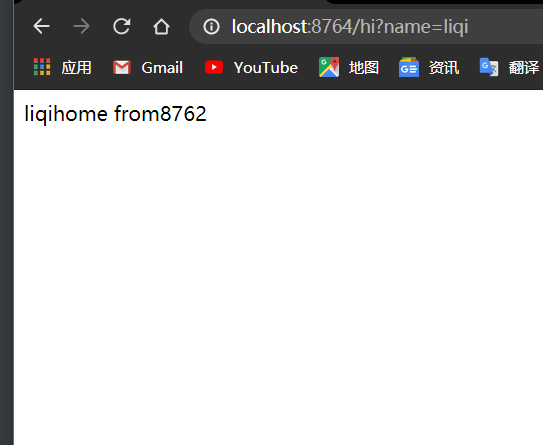 localhost:8764/hi?name=liqi
应用 Gmail YouTube 地图 资讯 翻译
liqihome from8762